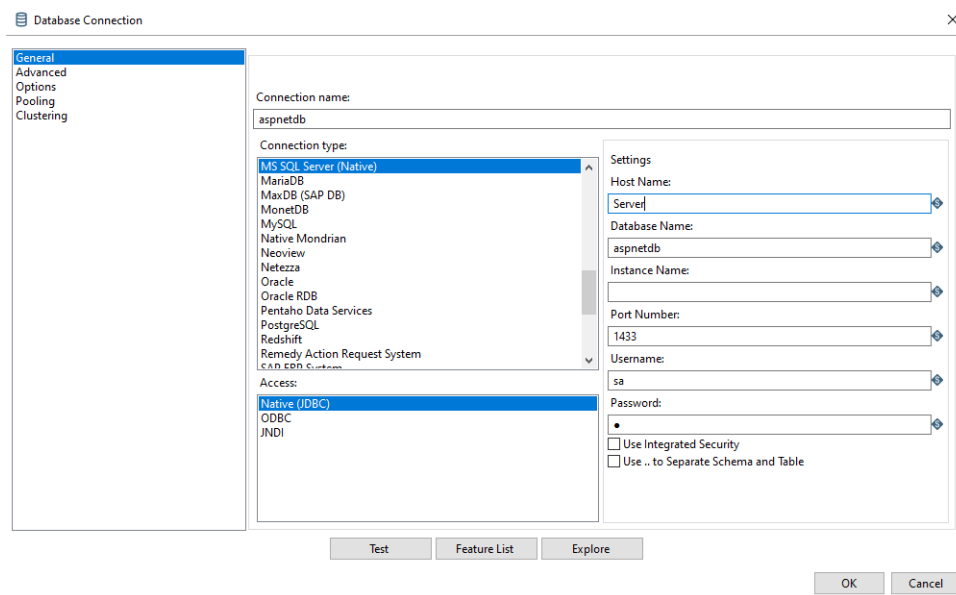 Database Connection
General
Advanced
Options
Pooling
Clustering
Connection name:
aspnetdb
Connection type:
MS SQL Server (Native)
MariaDB
MaxDB (SAP DB)
MonetDB
MySQL
Native Mondrian
Neoview
Netezza
Oracle
Oracle RDB
Pentaho Data Services
PostgreSQL
Redshift
Remedy Action Request System
SAP ERP System
Access:
Native (JDBC)
ODBC
JNDI
Settings
Host Name:
Server
Database Name:
aspnetdb
Instance Name:
Port Number:
1433
Username:
sa
Password:
●
Use Integrated Security
Use .. to Separate Schema and Table
Test
Feature List
Explore
OK
Cancel